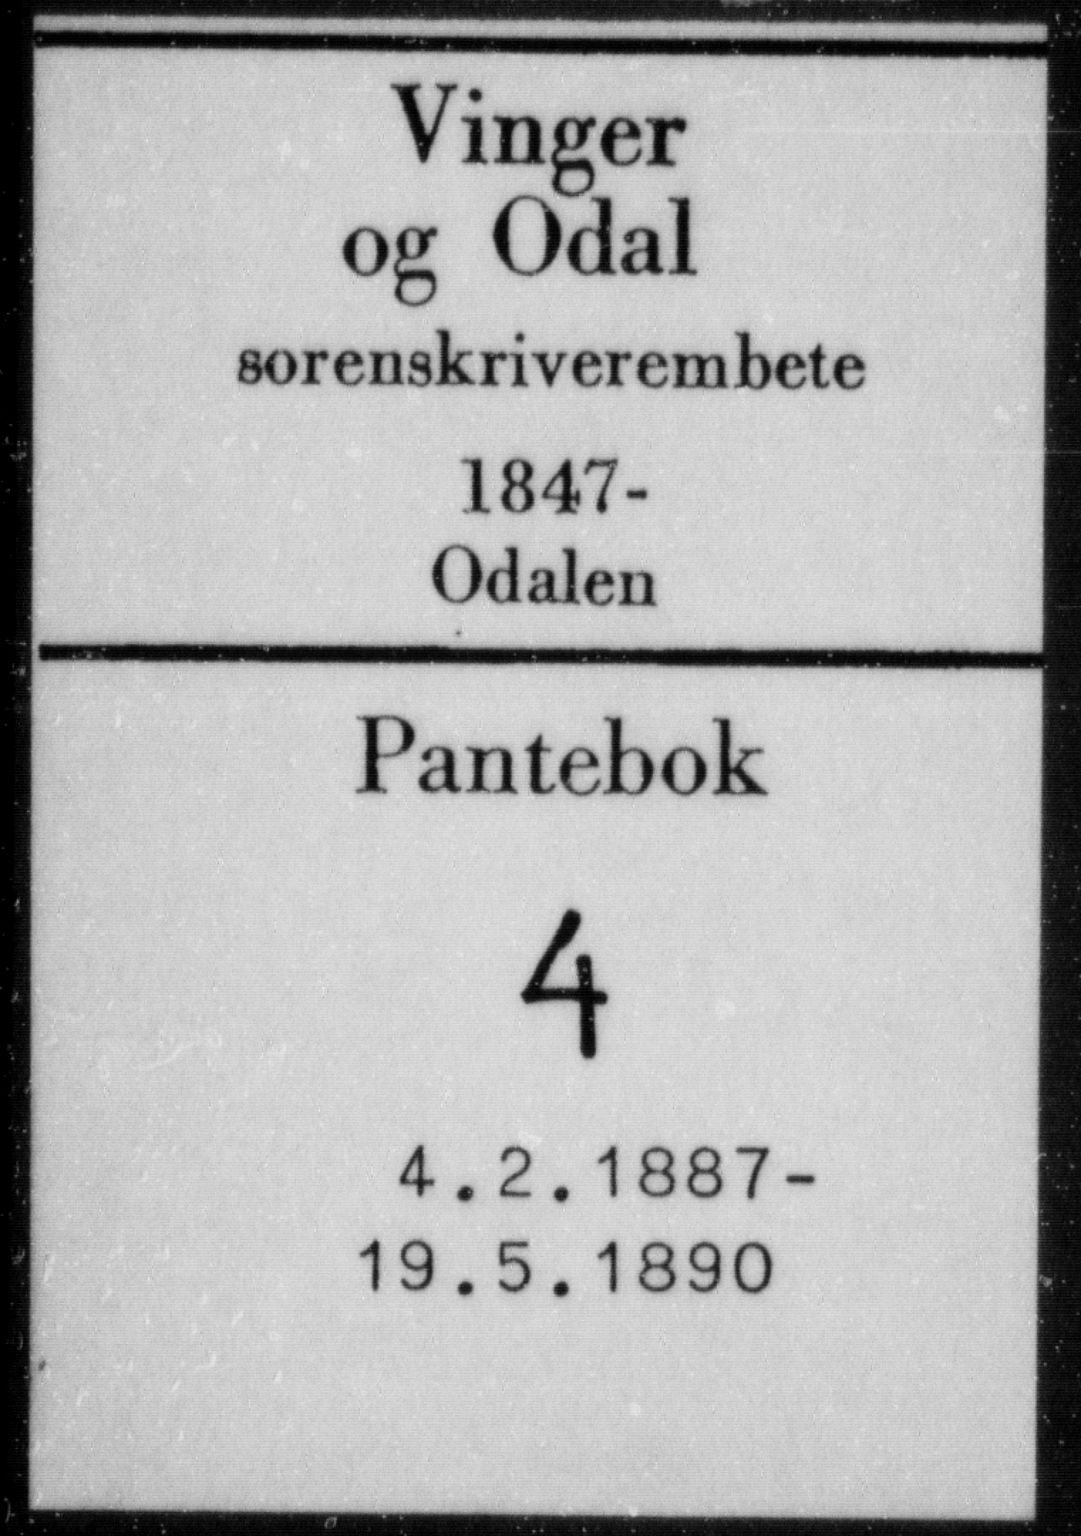 Vinger
og Odal
sorenskriverembete
1847-
Odalen
Pantebok
4
4.2.1887-
19.5.1890